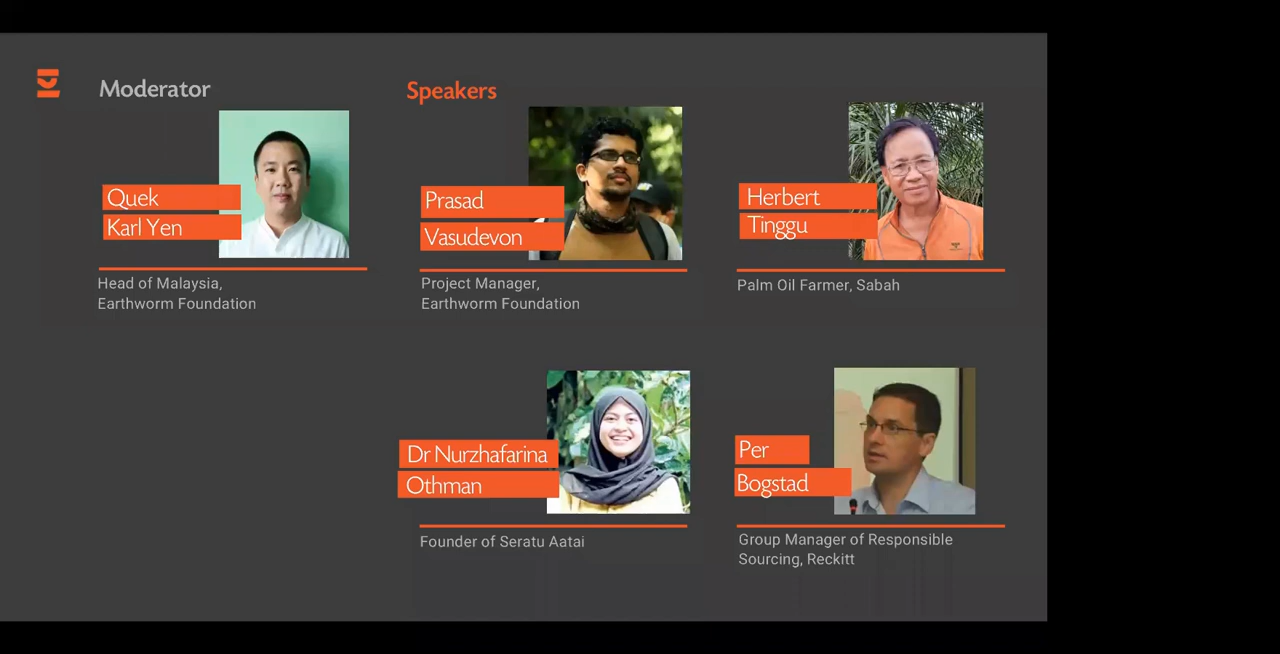 Moderator
Quek
Karl Yen
Head of Malaysia,
Earthworm Foundation
Speakers
Prasad
Vasudevon
Project Manager,
Earthworm Foundation
Herbert
Tinggu
Palm Oil Farmer, Sabah
Dr Nurzhafarina
Othman
Founder of Seratu Aatai
Per
Bogstad
Group Manager of Responsible
Sourcing, Reckitt